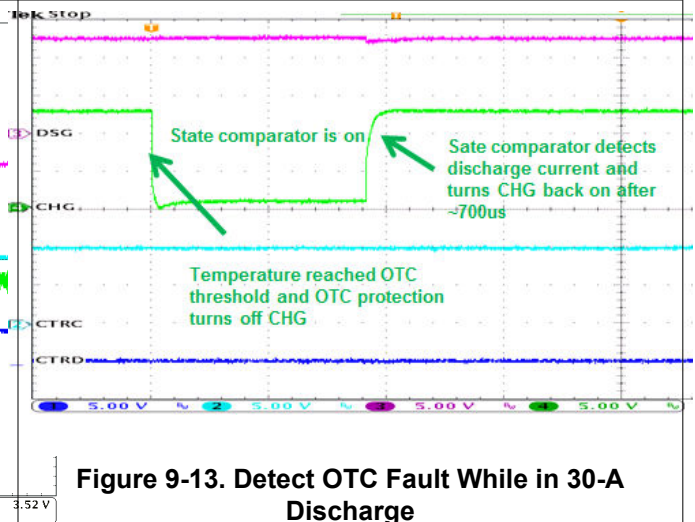 Tek Stop
DSG
State comparator is on
Sate comparator detects
discharge current and
turns CHG back on after
~700us
CHG
Temperature reached OTC
threshold and OTC protection
turns off CHG
CTRC
CTRD
1 5.00 V 2 5.00 V 3 5.00 V 4 5.00 V
Figure 9-13. Detect OTC Fault While in 30-A
Discharge
3.52 V